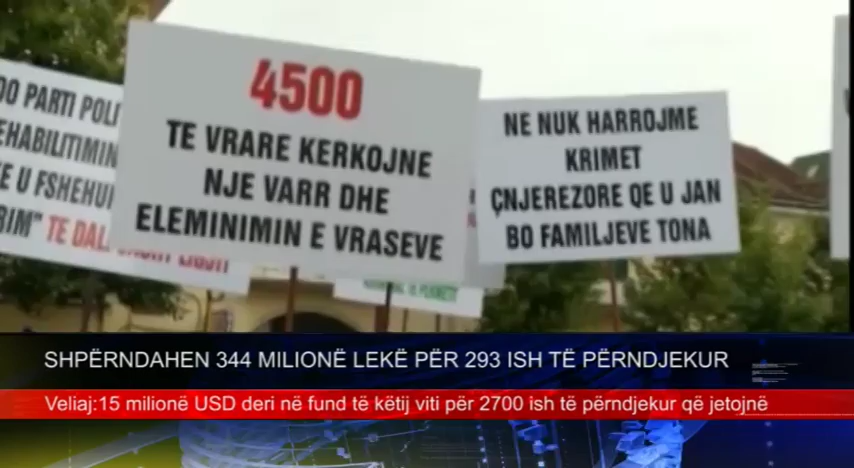 00 PARTI POLI
EHABILITIMIN
E U FSHEHUR
RIM" TE DAL
4500
TE VRARE KERKOJNE
NJE VARR DHE
ELEMINIMIN E VRASEVE
NE NUK HARROJME
KRIMET
ÇNJEREZORE QE U JAN
BO FAMILJEVE TONA
SHPËRNDAHEN 344 MILIONË LEKË PËR 293 ISH TË PËRNDJEKUR
Veliaj:15 milionë USD deri në fund të këtij viti për 2700 ish të përndjekur që jetojnë